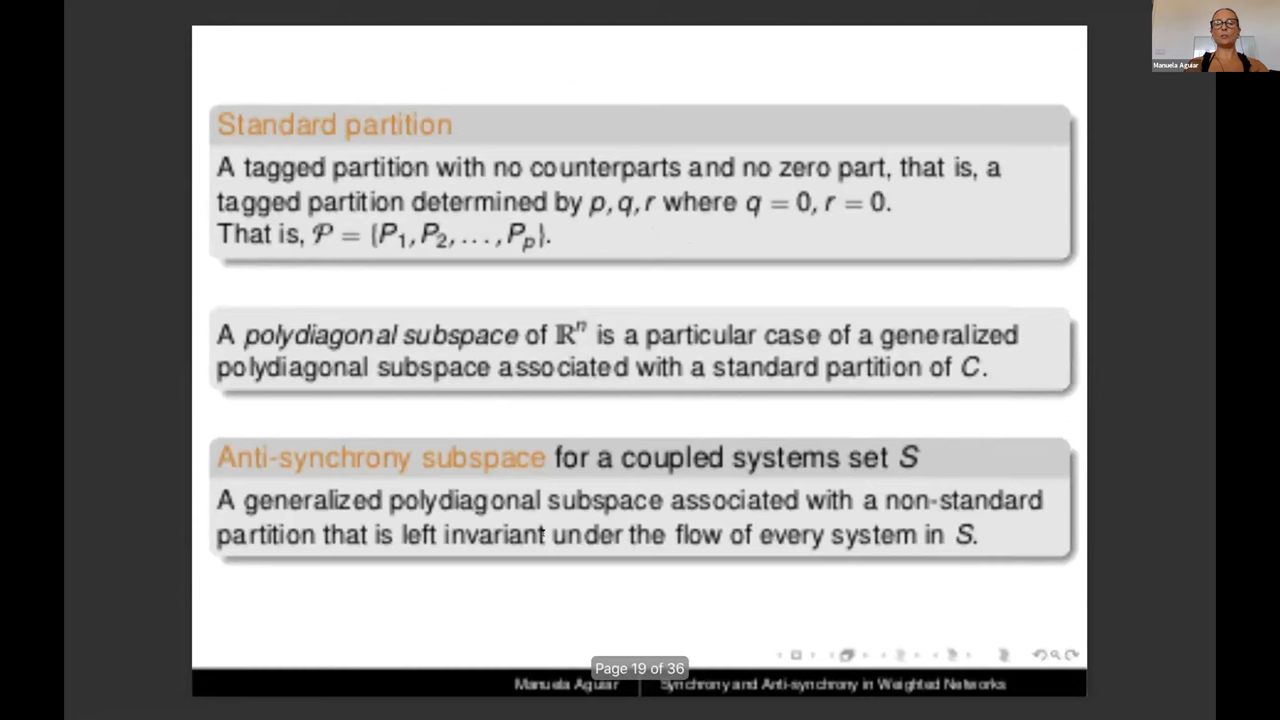 Manuela Aguiar
Standard partition
A tagged partition with no counterparts and no zero part, that is, a
tagged partition determined by p, q, r where q = 0, r = 0.
That is, 𝒫 = {P₁, P₂, . . . , Pₚ}.
A polydiagonal subspace of ℝⁿ is a particular case of a generalized
polydiagonal subspace associated with a standard partition of C.
Anti-synchrony subspace for a coupled systems set S
A generalized polydiagonal subspace associated with a non-standard
partition that is left invariant under the flow of every system in S.
Page 19 of 36
Manuela Aguiar
Synchrony and Anti-synchrony in Weighted Networks